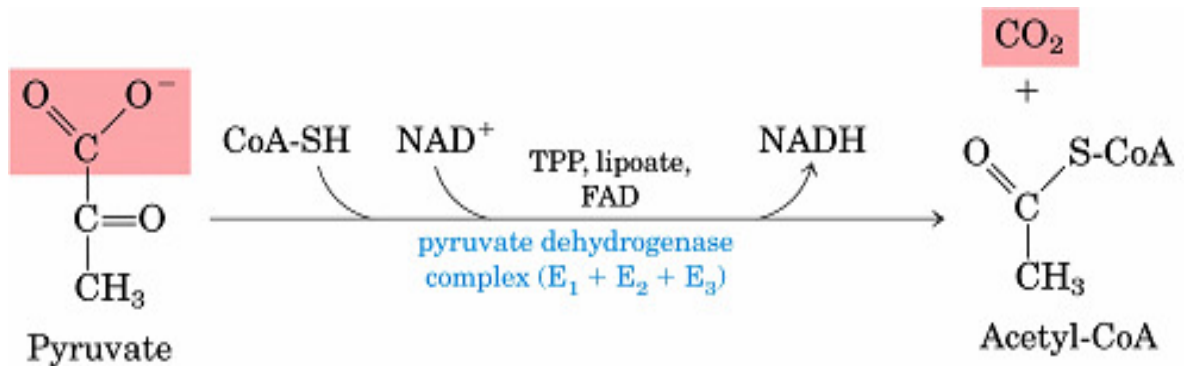 CO₂
+
O O⁻
C
C=O
CH₃
Pyruvate
CoA-SH NAD⁺ TPP, lipoate, NADH
FAD
pyruvate dehydrogenase
complex (E₁ + E₂ + E₃)
O S-CoA
C
CH₃
Acetyl-CoA